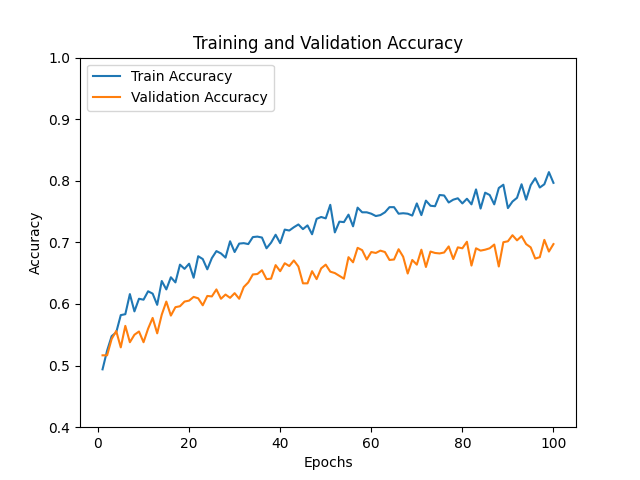 Training and Validation Accuracy
Train Accuracy
Validation Accuracy
1.0
0.9
0.8
0.7
0.6
0.5
0.4
Accuracy
0 20 40 60 80 100
Epochs